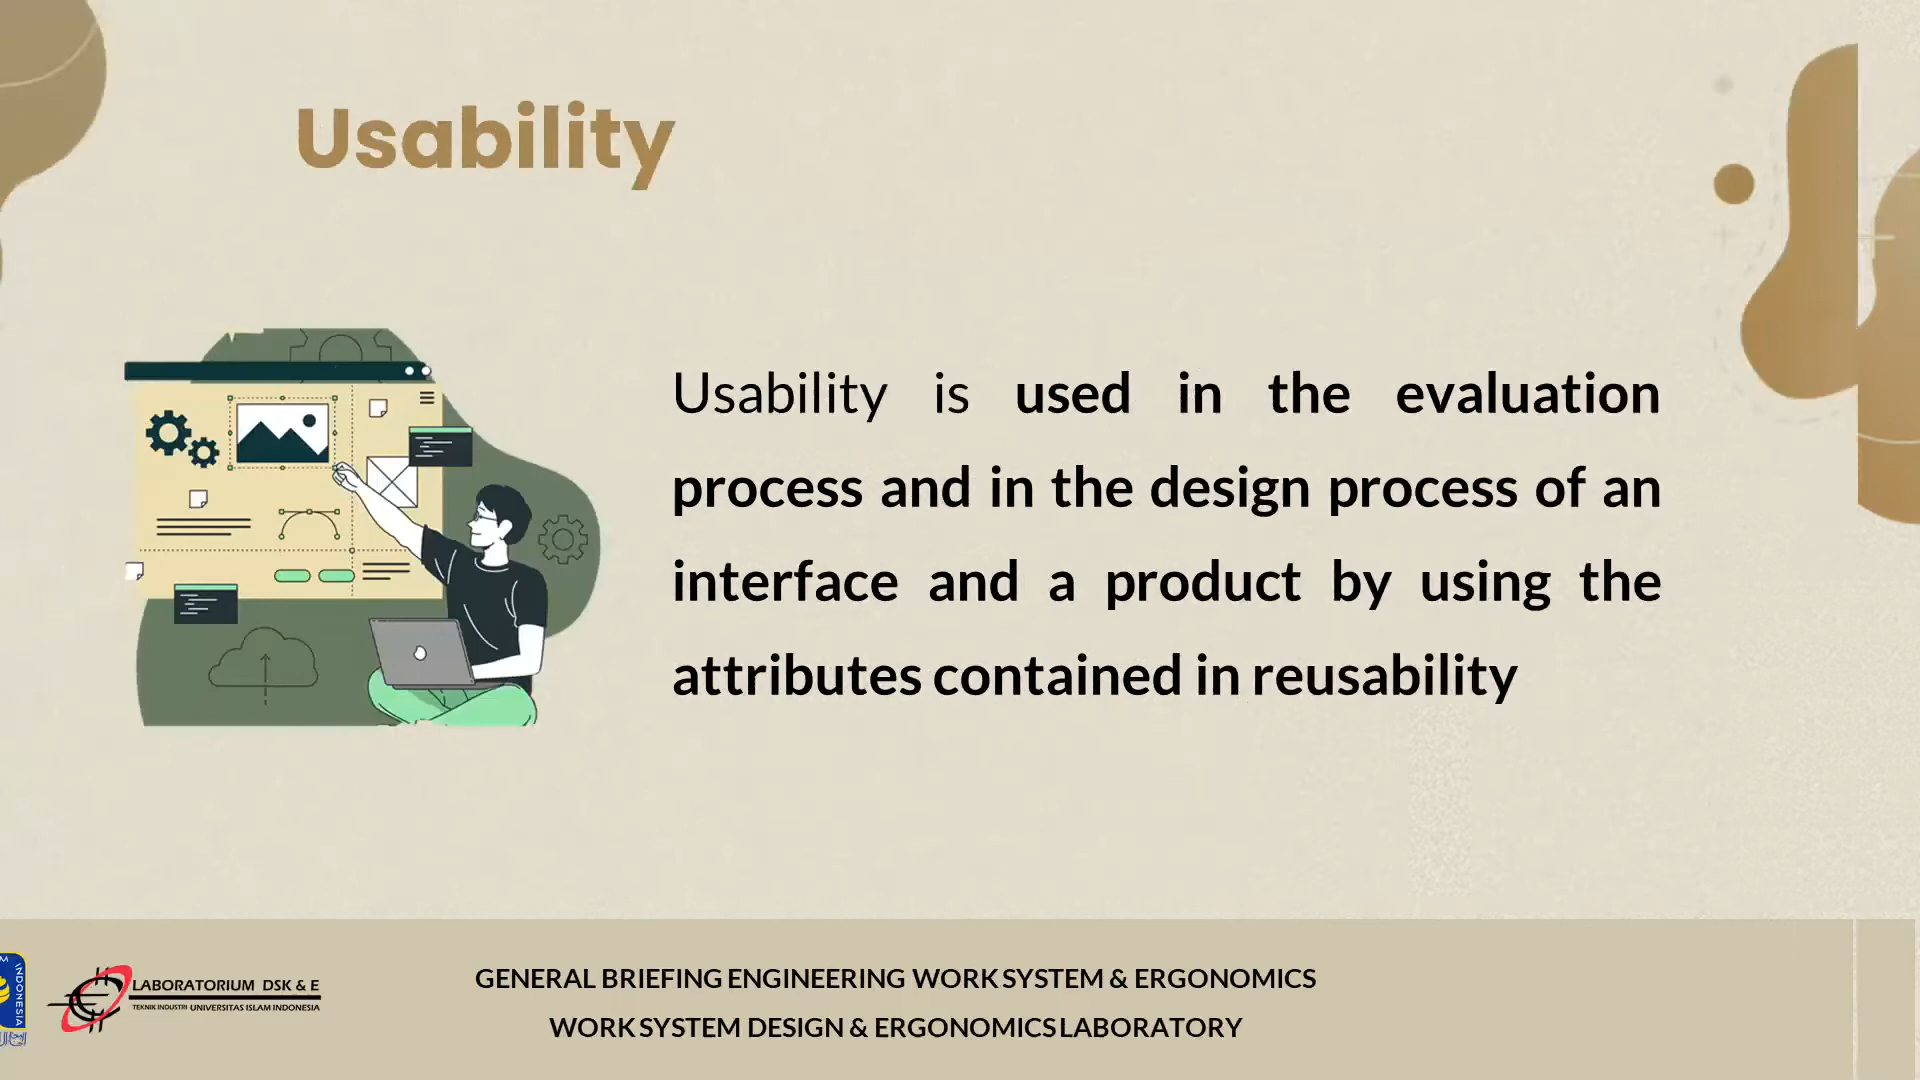 Usability
Usability is used in the evaluation
process and in the design process of an
interface and a product by using the
attributes contained in reusability
INDONESIA
LABORATORIUM DSK & E
TEKNIK INDUSTRI UNIVERSITAS ISLAM INDONESIA
GENERAL BRIEFING ENGINEERING WORK SYSTEM & ERGONOMICS
WORK SYSTEM DESIGN & ERGONOMICS LABORATORY